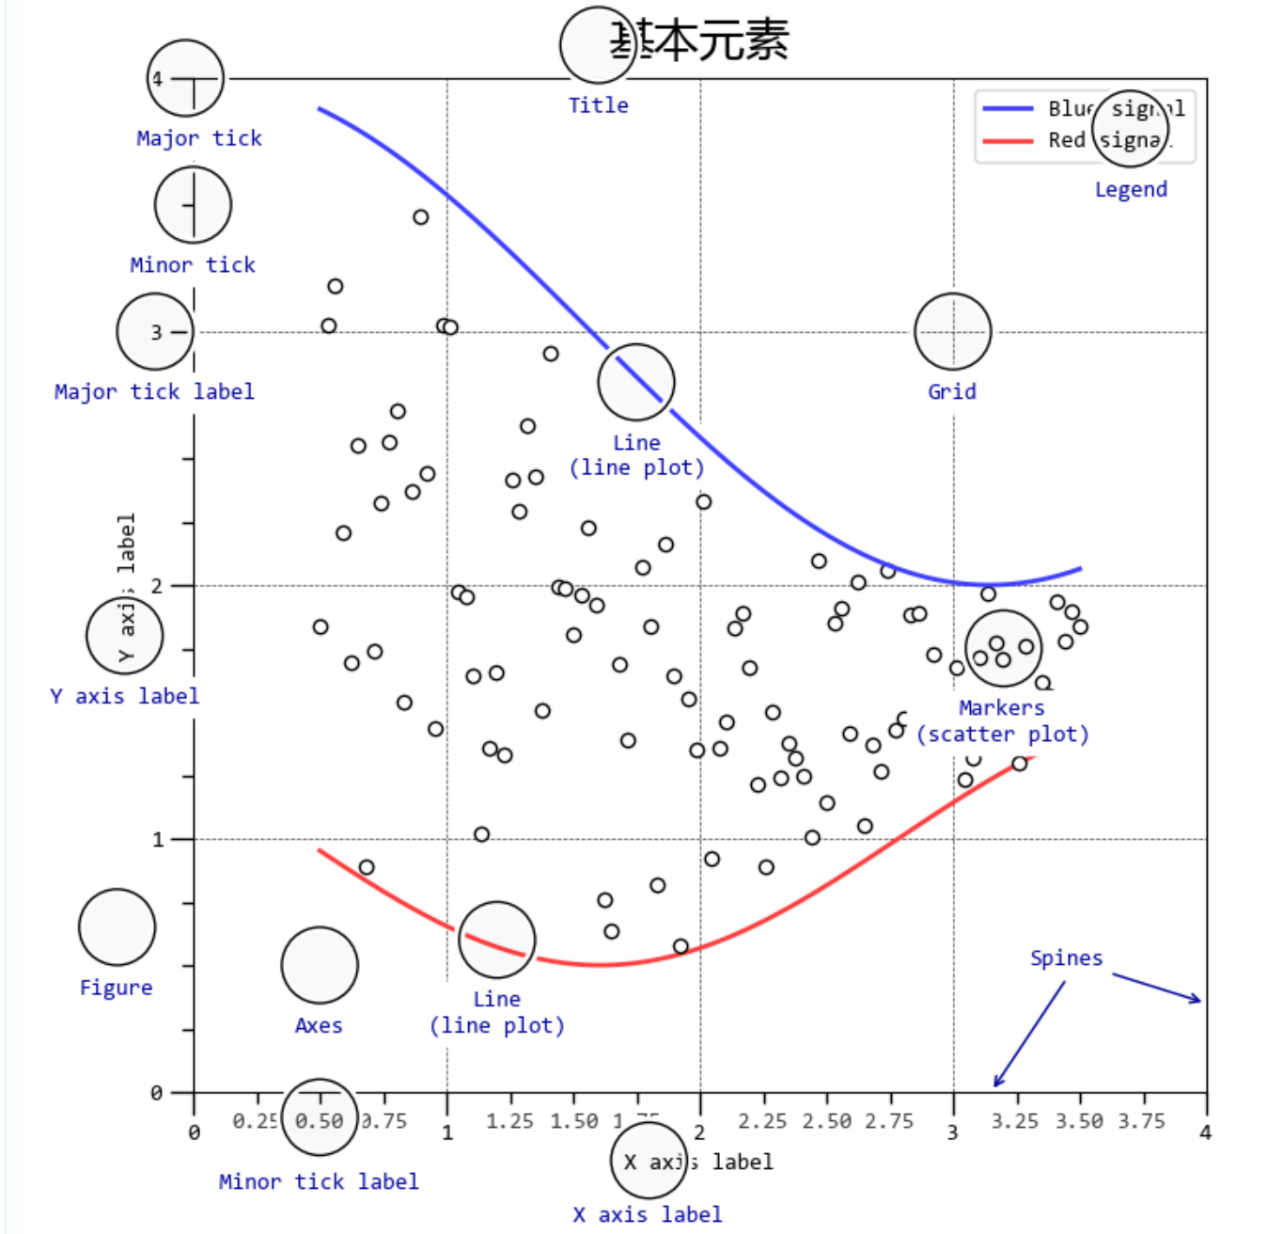 基本元素
Title
4
Major tick
Blue signal
Red signal
Legend
Minor tick
3
Major tick label
Grid
Line
(line plot)
Y axis label
2
Y axis label
Markers
(scatter plot)
1
Figure
Axes
Line
(line plot)
Spines
0
0.25 0.50 0.75 1.25 1.50 2.25 2.50 2.75 3.25 3.50 3.75
0 1 2 3 4
X axis label
Minor tick label
X axis label